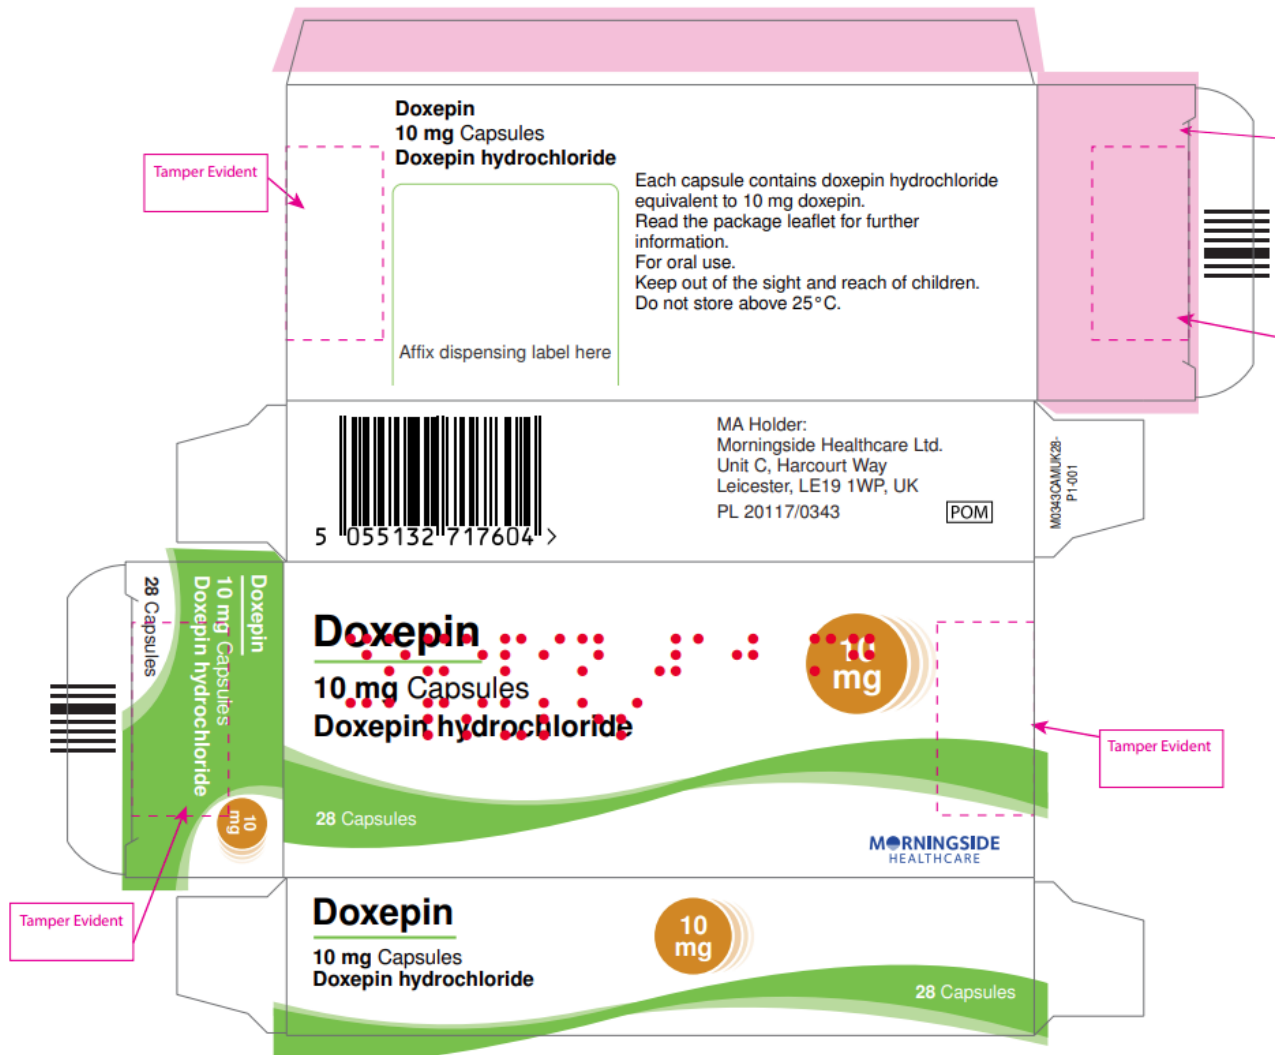 Doxepin
10 mg Capsules
Doxepin hydrochloride
Tamper Evident
Each capsule contains doxepin hydrochloride
equivalent to 10 mg doxepin.
Read the package leaflet for further
information.
For oral use.
Keep out of the sight and reach of children.
Do not store above 25°C.
Affix dispensing label here
5 055132 717604 >
MA Holder:
Morningside Healthcare Ltd.
Unit C, Harcourt Way
Leicester, LE19 1WP, UK
PL 20117/0343
POM
M0343CAMUK28-
P1-001
Doxepin
10 mg Capsules
Doxepin hydrochloride
28 Capsules
10
mg
Doxepin
10 mg Capsules
Doxepin hydrochloride
10
mg
28 Capsules
MORNINGSIDE
HEALTHCARE
Tamper Evident
Tamper Evident
Doxepin
10 mg Capsules
Doxepin hydrochloride
10
mg
28 Capsules